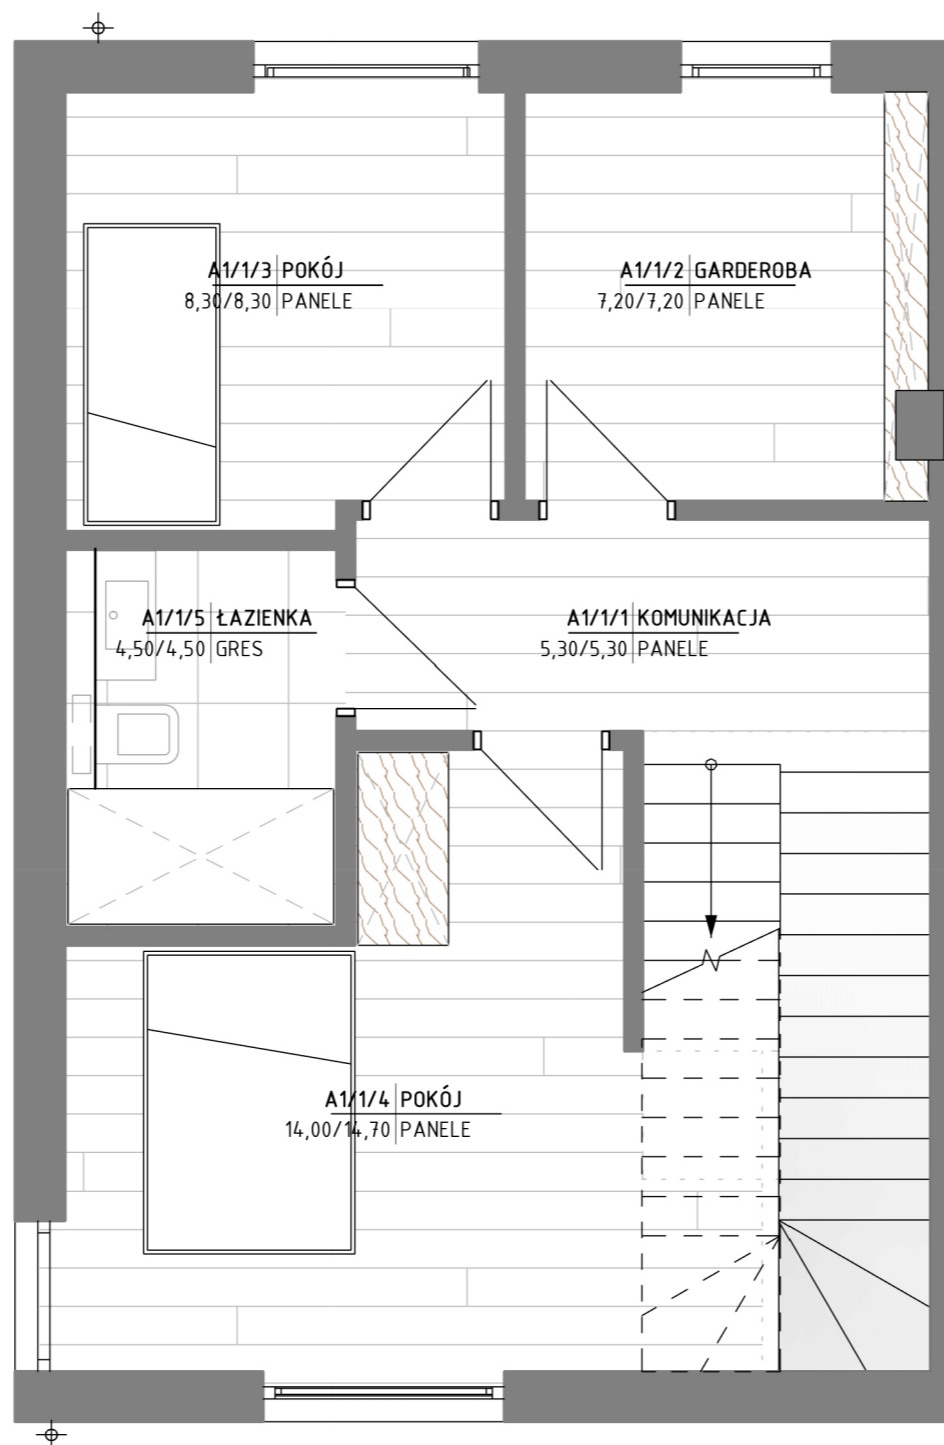 A1/1/3 POKÓJ
8,30/8,30 PANELE
A1/1/2 GARDEROBA
7,20/7,20 PANELE
A1/1/5 ŁAZIENKA
4,50/4,50 GRES
A1/1/1 KOMUNIKACJA
5,30/5,30 PANELE
A1/1/4 POKÓJ
14,00/14,70 PANELE